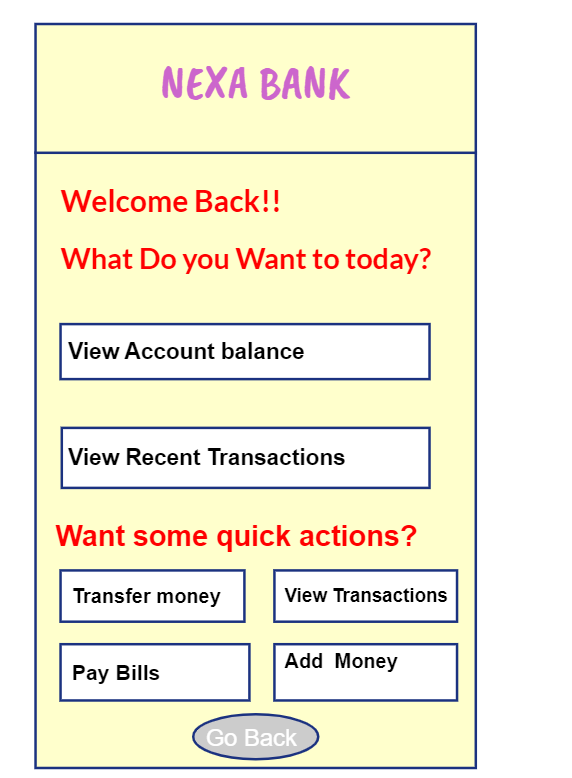 NEXA BANK
Welcome Back!!
What Do you Want to today?
View Account balance
View Recent Transactions
Want some quick actions?
Transfer money
View Transactions
Pay Bills
Add  Money
Go Back